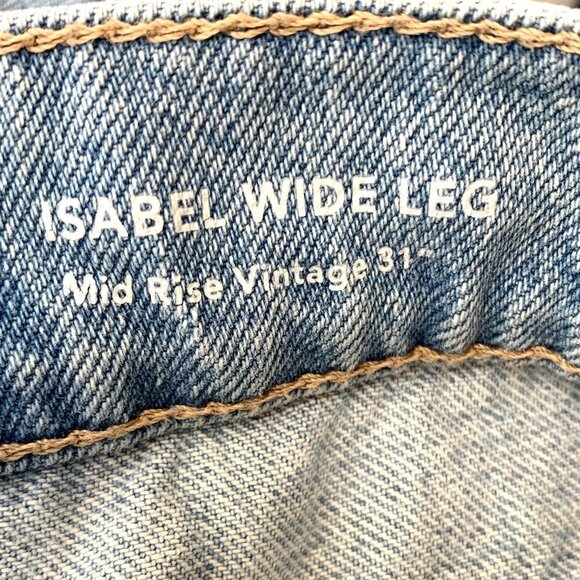 ISABEL WIDE LEG
Mid Rise Vintage 31"